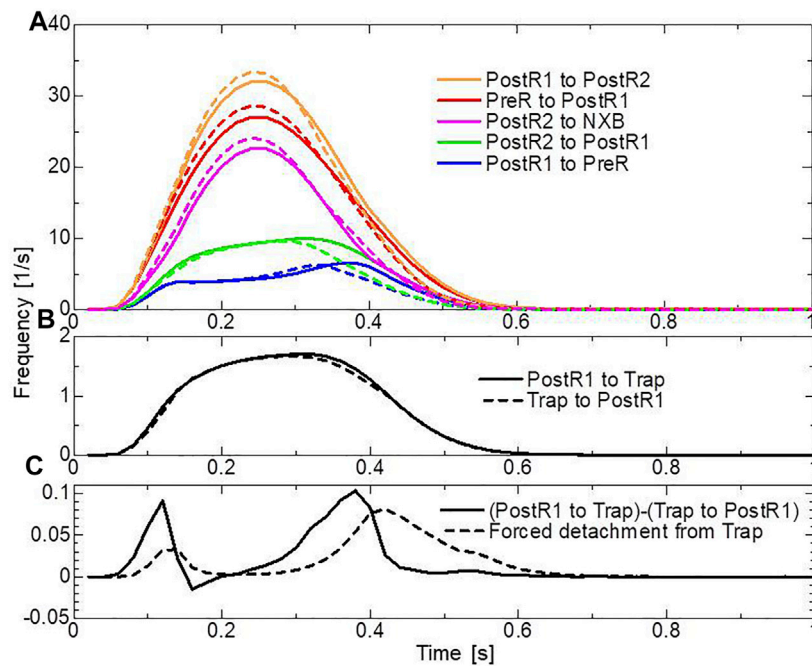 A
40
30
20
10
0
PostR1 to PostR2
PreR to PostR1
PostR2 to NXB
PostR2 to PostR1
PostR1 to PreR
0 0.2 0.4 0.6 0.8 1
Frequency [1/s]
B
2
1
0
PostR1 to Trap
Trap to PostR1
0 0.2 0.4 0.6 0.8
C
0.1
0.05
0
-0.05
(PostR1 to Trap)-(Trap to PostR1)
Forced detachment from Trap
0 0.2 0.4 0.6 0.8
Time [s]